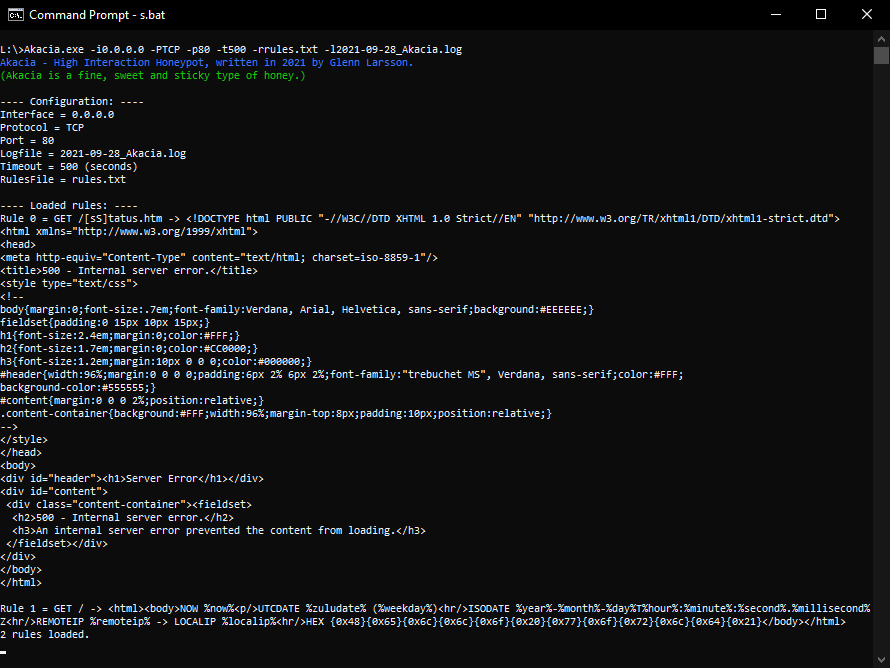 Command Prompt - s.bat
L:\>Akacia.exe -i0.0.0.0 -PTCP -p80 -t500 -rrules.txt -l2021-09-28_Akacia.log
Akacia - High Interaction Honeypot, written in 2021 by Glenn Larsson.
(Akacia is a fine, sweet and sticky type of honey.)
---- Configuration: ----
Interface = 0.0.0.0
Protocol = TCP
Port = 80
Logfile = 2021-09-28_Akacia.log
Timeout = 500 (seconds)
RulesFile = rules.txt
---- Loaded rules: ----
Rule 0 = GET /[sS]tatus.htm -> <!DOCTYPE html PUBLIC "-//W3C//DTD XHTML 1.0 Strict//EN" "http://www.w3.org/TR/xhtml1/DTD/xhtml1-strict.dtd">
<html xmlns="http://www.w3.org/1999/xhtml">
<head>
<meta http-equiv="Content-Type" content="text/html; charset=iso-8859-1"/>
<title>500 - Internal server error.</title>
<style type="text/css">
<!--
body{margin:0;font-size:.7em;font-family:Verdana, Arial, Helvetica, sans-serif;background:#EEEEEE;}
fieldset{padding:0 15px 10px 15px;}
h1{font-size:2.4em;margin:0;color:#FFF;}
h2{font-size:1.7em;margin:0;color:#CC0000;}
h3{font-size:1.2em;margin:10px 0 0 0;color:#000000;}
#header{width:96%;margin:0 0 0 0;padding:6px 2% 6px 2%;font-family:"trebuchet MS", Verdana, sans-serif;color:#FFF;
background-color:#555555;}
#content{margin:0 0 0 2%;position:relative;}
.content-container{background:#FFF;width:96%;margin-top:8px;padding:10px;position:relative;}
-->
</style>
</head>
<body>
<div id="header"><h1>Server Error</h1></div>
<div id="content">
<div class="content-container"><fieldset>
<h2>500 - Internal server error.</h2>
<h3>An internal server error prevented the content from loading.</h3>
</fieldset></div>
</div>
</body>
</html>
Rule 1 = GET / -> <html><body>NOW %now%<p/>UTCDATE %zuludate% (%weekday%)<hr/>ISODATE %year%-%month%-%day%T%hour%:%minute%:%second%.%millisecond%
Z<hr/>REMOTEIP %remoteip% -> LOCALIP %localip%<hr/>HEX {0x48}{0x65}{0x6c}{0x6c}{0x6f}{0x20}{0x77}{0x6f}{0x72}{0x6c}{0x64}{0x21}</body></html>
2 rules loaded.